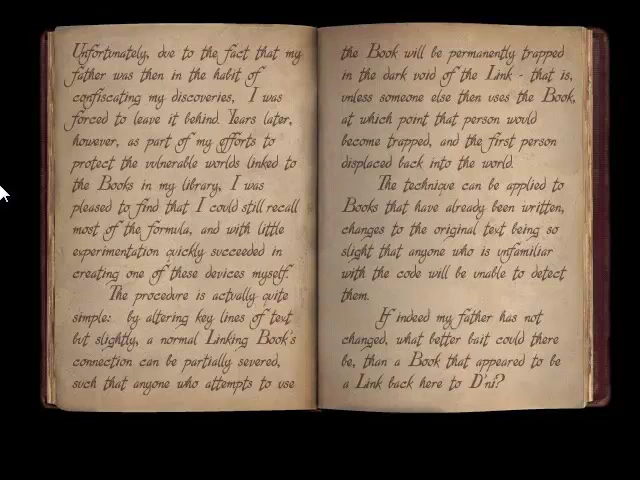 Unfortunately, due to the fact that my
father was then in the habit of
confiscating my discoveries, I was
forced to leave it behind. Years later,
however, as part of my efforts to
protect the vulnerable worlds linked to
the Books in my library, I was
pleased to find that I could still recall
most of the formula, and with little
experimentation quickly succeeded in
creating one of these devices myself.
The procedure is actually quite
simple: by altering key lines of text
but slightly, a normal Linking Book's
connection can be partially severed,
such that anyone who attempts to use
the Book will be permanently trapped
in the dark void of the Link - that is,
unless someone else then uses the Book,
at which point that person would
become trapped, and the first person
displaced back into the world.
The technique can be applied to
Books that have already been written,
changes to the original text being so
slight that anyone who is unfamiliar
with the code will be unable to detect
them.
If indeed my father has not
changed, what better bait could there
be, than a Book that appeared to be
a Link back here to D'ni?